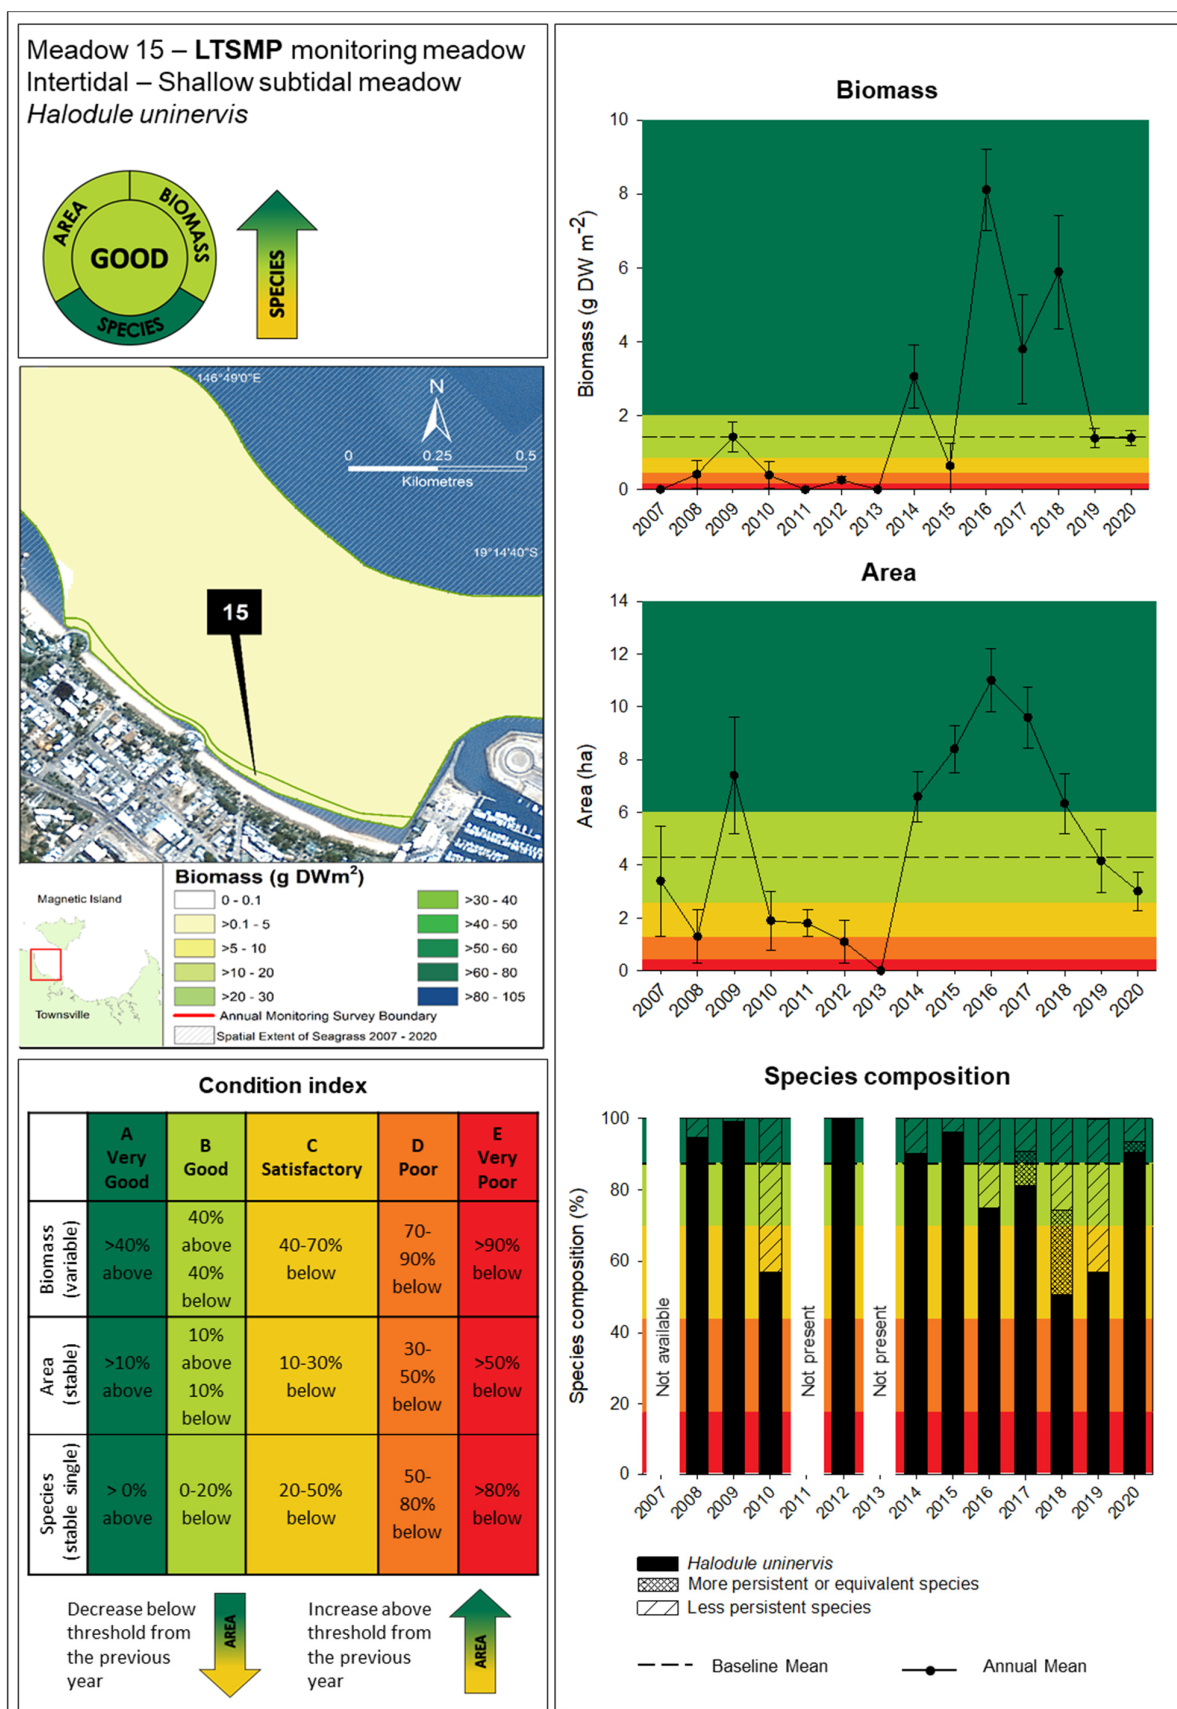 Meadow 15 – LTSMP monitoring meadow
Intertidal – Shallow subtidal meadow
Halodule uninervis
AREA
BIOMASS
GOOD
SPECIES
SPECIES
146°49'0"E
N
0 0.25 0.5
Kilometres
19°14'40"S
15
Magnetic Island
Townsville
Biomass (g DWm²)
0 - 0.1
>0.1 - 5
>5 - 10
>10 - 20
>20 - 30
>30 - 40
>40 - 50
>50 - 60
>60 - 80
>80 - 105
Annual Monitoring Survey Boundary
Spatial Extent of Seagrass 2007 - 2020
Condition index
A Very Good
B Good
C Satisfactory
D Poor
E Very Poor
Biomass (variable)
>40% above
40% above 40% below
40-70% below
70-90% below
>90% below
Area (stable)
>10% above
10% above 10% below
10-30% below
30-50% below
>50% below
Species (stable single)
> 0% above
0-20% below
20-50% below
50-80% below
>80% below
Decrease below
threshold from
the previous
year
AREA
Increase above
threshold from
the previous
year
AREA
Biomass
Biomass (g DW m-2)
10
8
6
4
2
0
2007 2008 2009 2010 2011 2012 2013 2014 2015 2016 2017 2018 2019 2020
Area
Area (ha)
14
12
10
8
6
4
2
0
2007 2008 2009 2010 2011 2012 2013 2014 2015 2016 2017 2018 2019 2020
Species composition
Species composition (%)
100
80
60
40
20
0
Not available
Not present
Not present
2007 2008 2009 2010 2011 2012 2013 2014 2015 2016 2017 2018 2019 2020
Halodule uninervis
More persistent or equivalent species
Less persistent species
Baseline Mean
Annual Mean